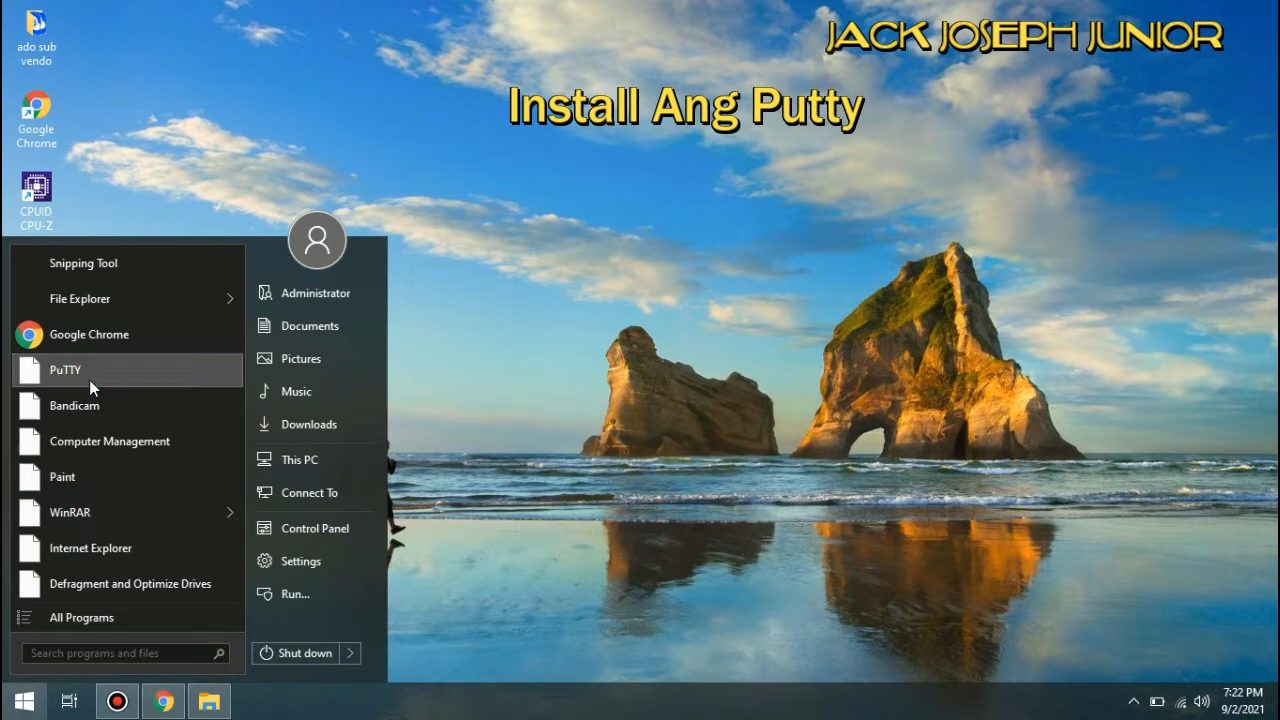 JACK JOSEPH JUNIOR
Install Ang Putty
ado sub
vendo
Google
Chrome
CPUID
CPU-Z
Snipping Tool
File Explorer
Google Chrome
PuTTY
Bandicam
Computer Management
Paint
WinRAR
Internet Explorer
Defragment and Optimize Drives
All Programs
Search programs and files
Administrator
Documents
Pictures
Music
Downloads
This PC
Connect To
Control Panel
Settings
Run...
Shut down
7:22 PM
9/2/2021